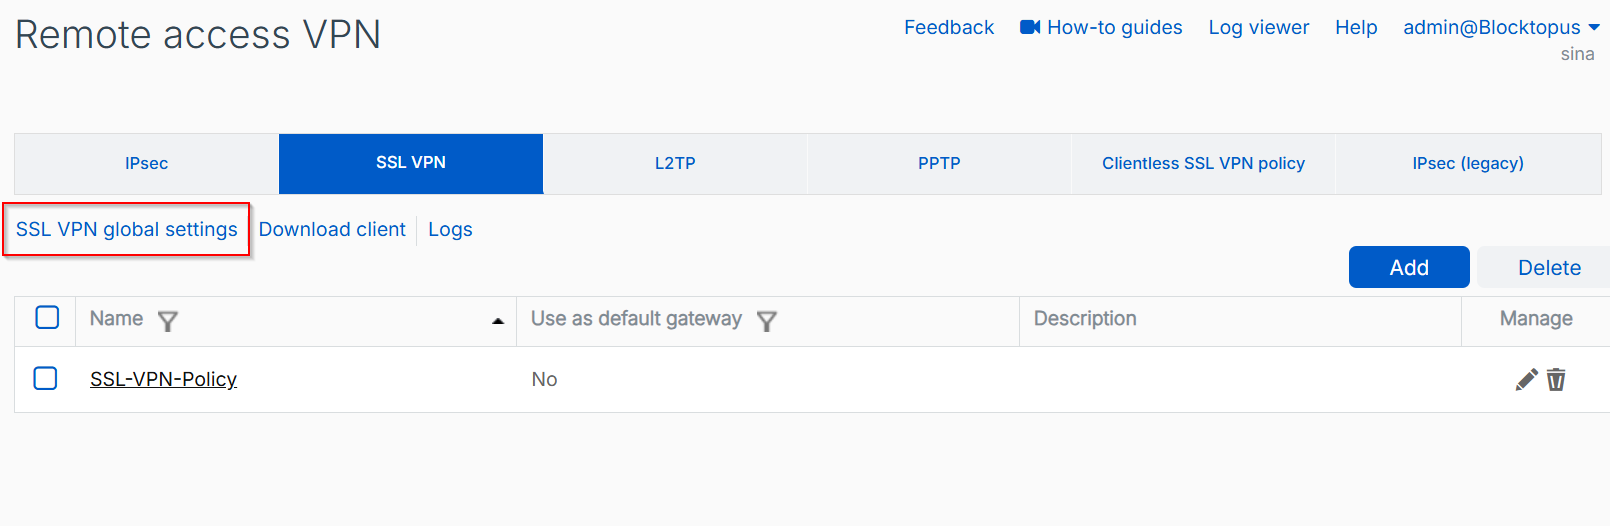 Remote access VPN
Feedback How-to guides Log viewer Help admin@Blocktopus
sina
IPsec SSL VPN L2TP PPTP Clientless SSL VPN policy IPsec (legacy)
SSL VPN global settings Download client Logs
Add Delete
Name Use as default gateway Description Manage
SSL-VPN-Policy No